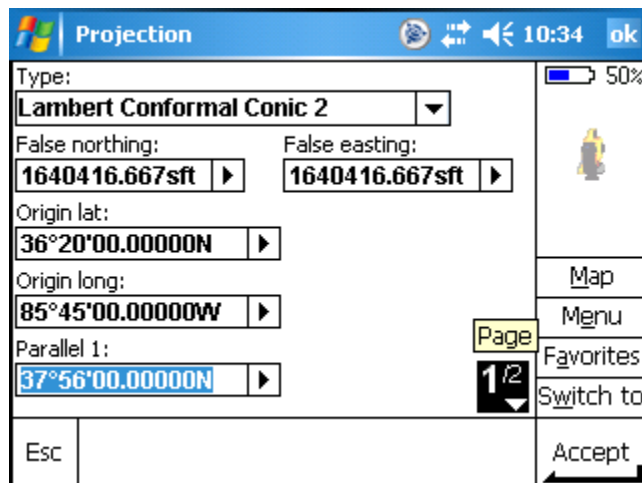 Projection 10:34 ok
Type: 50%
Lambert Conformal Conic 2
False northing: False easting:
1640416.667sft 1640416.667sft
Origin lat:
36°20'00.00000N
Origin long:
85°45'00.00000W
Parallel 1:
37°56'00.00000N
Page
1/2
Map
Menu
Favorites
Switch to
Esc
Accept